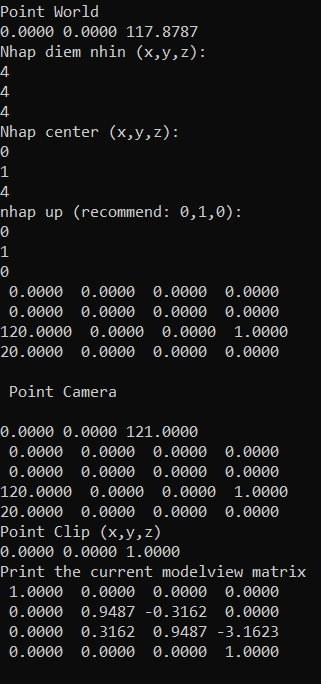 Point World
0.0000 0.0000 117.8787
Nhap diem nhin (x,y,z):
4
4
4
Nhap center (x,y,z):
0
1
4
nhap up (recommend: 0,1,0):
0
1
0
0.0000 0.0000 0.0000 0.0000
0.0000 0.0000 0.0000 0.0000
120.0000 0.0000 0.0000 1.0000
20.0000 0.0000 0.0000 0.0000
Point Camera
0.0000 0.0000 121.0000
0.0000 0.0000 0.0000 0.0000
0.0000 0.0000 0.0000 0.0000
120.0000 0.0000 0.0000 1.0000
20.0000 0.0000 0.0000 0.0000
Point Clip (x,y,z)
0.0000 0.0000 1.0000
Print the current modelview matrix
1.0000 0.0000 0.0000 0.0000
0.0000 0.9487 -0.3162 0.0000
0.0000 0.3162 0.9487 -3.1623
0.0000 0.0000 0.0000 1.0000